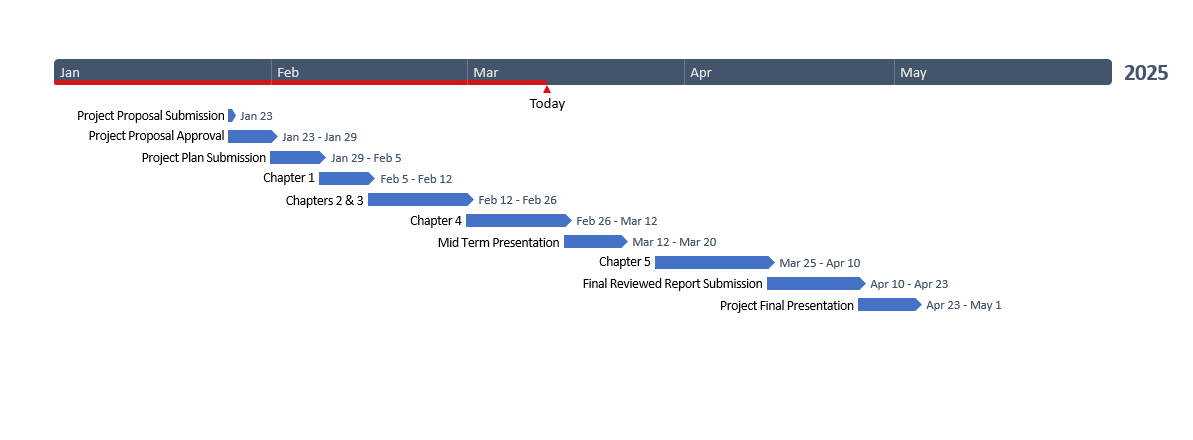 Jan Feb Mar Apr May 2025
Today
Project Proposal Submission Jan 23
Project Proposal Approval Jan 23 - Jan 29
Project Plan Submission Jan 29 - Feb 5
Chapter 1 Feb 5 - Feb 12
Chapters 2 & 3 Feb 12 - Feb 26
Chapter 4 Feb 26 - Mar 12
Mid Term Presentation Mar 12 - Mar 20
Chapter 5 Mar 25 - Apr 10
Final Reviewed Report Submission Apr 10 - Apr 23
Project Final Presentation Apr 23 - May 1